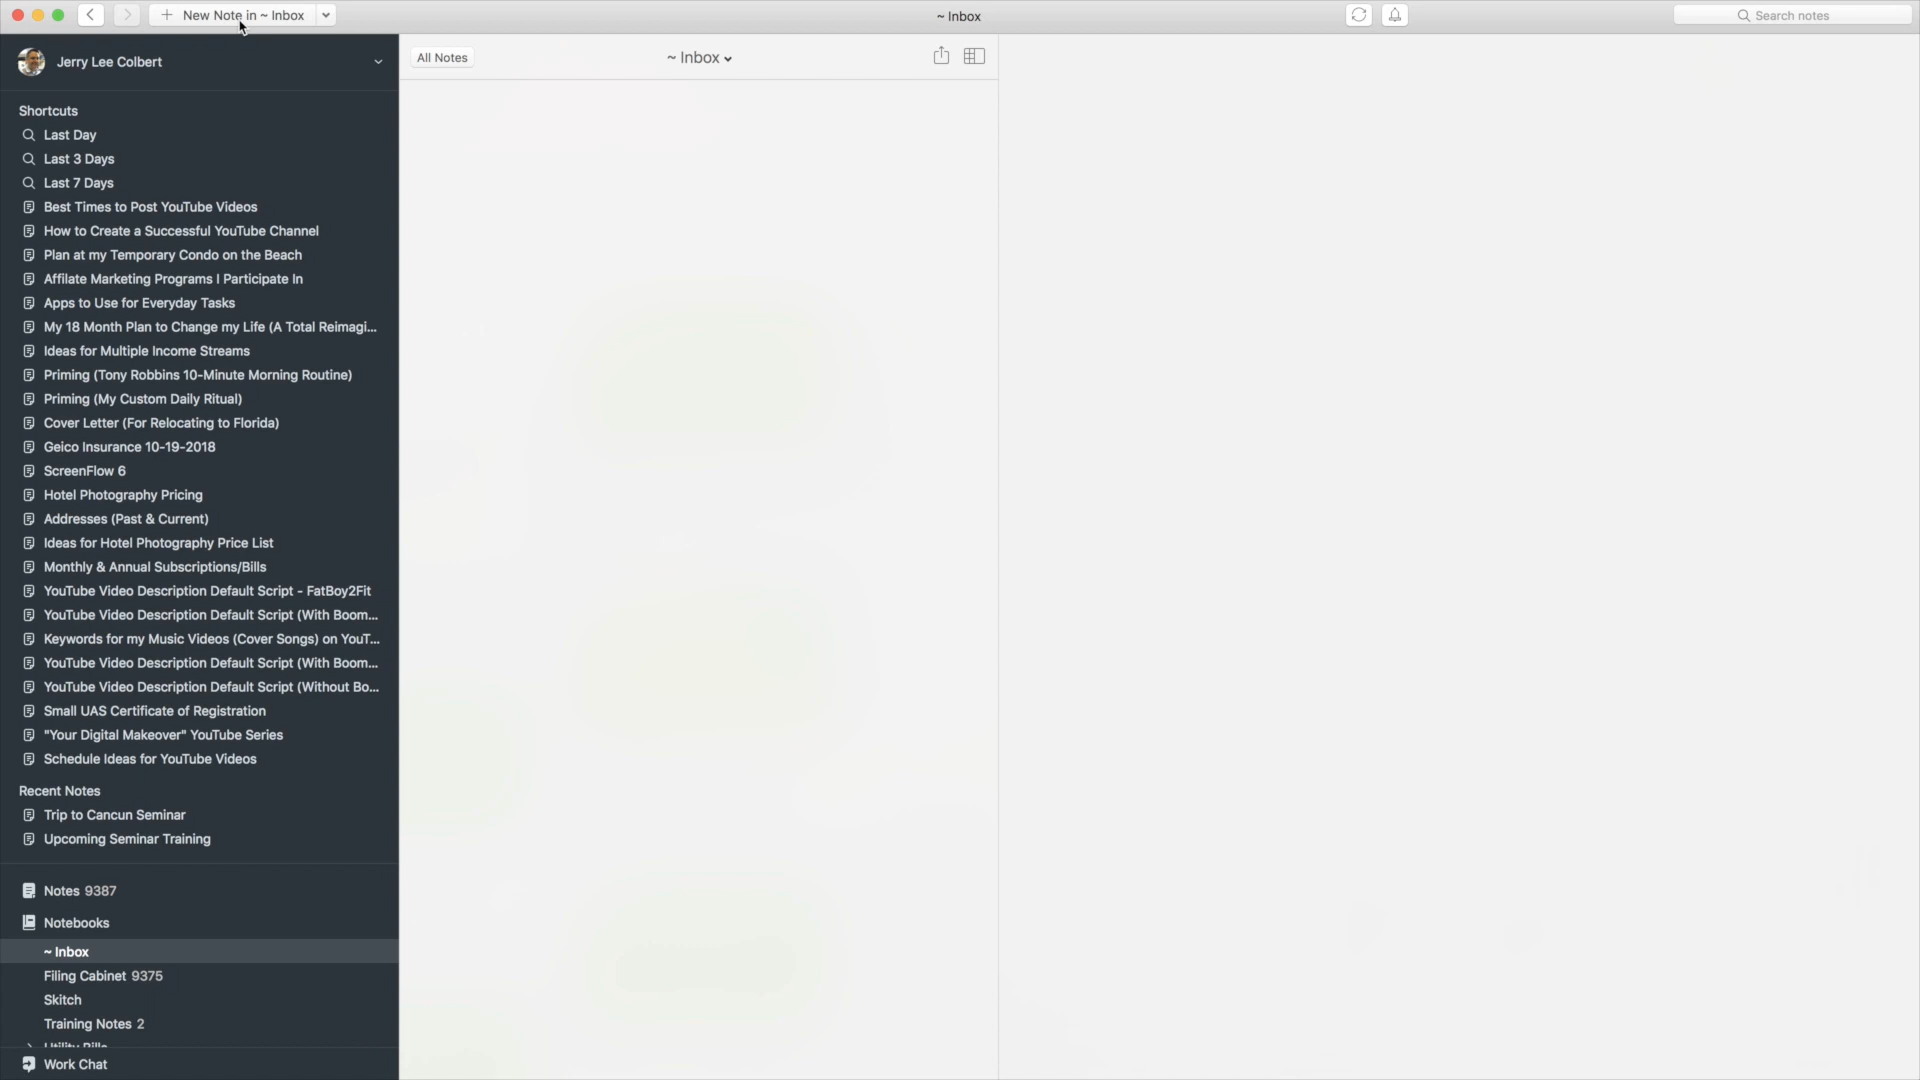 New Note in ~ Inbox
~ Inbox
Search notes
Jerry Lee Colbert
All Notes
~ Inbox
Shortcuts
Last Day
Last 3 Days
Last 7 Days
Best Times to Post YouTube Videos
How to Create a Successful YouTube Channel
Plan at my Temporary Condo on the Beach
Affilate Marketing Programs I Participate In
Apps to Use for Everyday Tasks
My 18 Month Plan to Change my Life (A Total Reimagi...
Ideas for Multiple Income Streams
Priming (Tony Robbins 10-Minute Morning Routine)
Priming (My Custom Daily Ritual)
Cover Letter (For Relocating to Florida)
Geico Insurance 10-19-2018
ScreenFlow 6
Hotel Photography Pricing
Addresses (Past & Current)
Ideas for Hotel Photography Price List
Monthly & Annual Subscriptions/Bills
YouTube Video Description Default Script - FatBoy2Fit
YouTube Video Description Default Script (With Boom...
Keywords for my Music Videos (Cover Songs) on YouT...
YouTube Video Description Default Script (With Boom...
YouTube Video Description Default Script (Without Bo...
Small UAS Certificate of Registration
"Your Digital Makeover" YouTube Series
Schedule Ideas for YouTube Videos
Recent Notes
Trip to Cancun Seminar
Upcoming Seminar Training
Notes 9387
Notebooks
~ Inbox
Filing Cabinet 9375
Skitch
Training Notes 2
Utility Bills
Work Chat